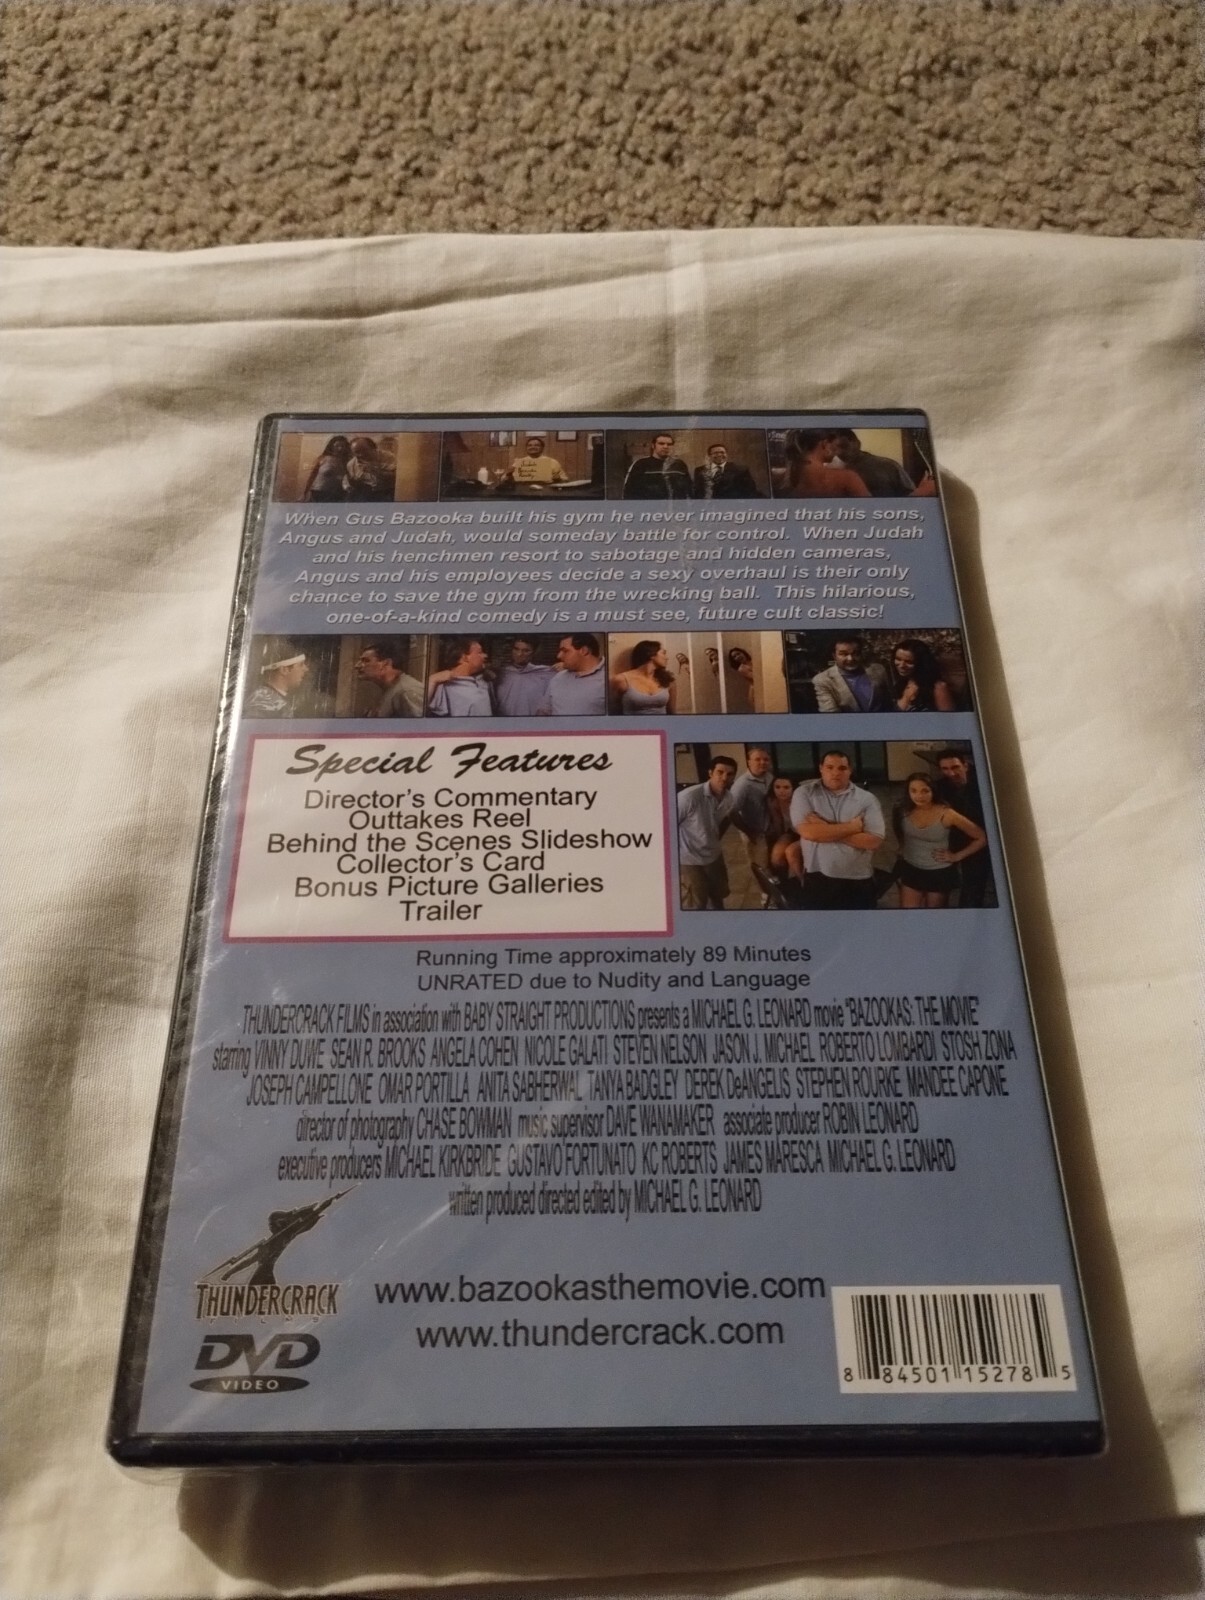 When Gus Bazooka built his gym he never imagined that his sons,
Angus and Judah, would someday battle for control. When Judah
and his henchmen resort to sabotage and hidden cameras,
Angus and his employees decide a sexy overhaul is their only
chance to save the gym from the wrecking ball. This hilarious,
one-of-a-kind comedy is a must see, future cult classic!
Special Features
Director's Commentary
Outtakes Reel
Behind the Scenes Slideshow
Collector's Card
Bonus Picture Galleries
Trailer
Running Time approximately 89 Minutes
UNRATED due to Nudity and Language
THUNDERCRACK FILMS in association with BABY STRAIGHT PRODUCTIONS presents a MICHAEL G. LEONARD movie "BAZOOKAS: THE MOVIE"
starring VINNY DUWE SEAN R. BROOKS ANGELA COHEN NICOLE GALATI STEVEN NELSON JASON J. MICHAEL ROBERTO LOMBARDI STOSH ZONA
JOSEPH CAMPELLONE OMAR PORTILLA ANITA SABHERWAL TANYA BADGLEY DEREK DeANGELIS STEPHEN ROURKE MANDEE CAPONE
director of photography CHASE BOWMAN music supervisor DAVE WANAMAKER associate producer ROBIN LEONARD
executive producers MICHAEL KIRKBRIDE GUSTAVO FORTUNATO KC ROBERTS JAMES MARESCA MICHAEL G. LEONARD
written produced directed edited by MICHAEL G. LEONARD
THUNDERCRACK
www.bazookasthemovie.com
www.thundercrack.com
DVD
VIDEO
8 84501 15278 5